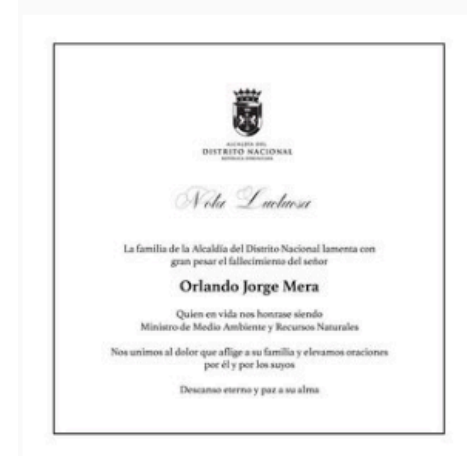 ALCALDÍA DEL
DISTRITO NACIONAL
REPÚBLICA DOMINICANA
Nota Luctuosa
La familia de la Alcaldía del Distrito Nacional lamenta con
gran pesar el fallecimiento del señor
Orlando Jorge Mera
Quien en vida nos honrase siendo
Ministro de Medio Ambiente y Recursos Naturales
Nos unimos al dolor que aflige a su familia y elevamos oraciones
por él y por los suyos
Descanso eterno y paz a su alma